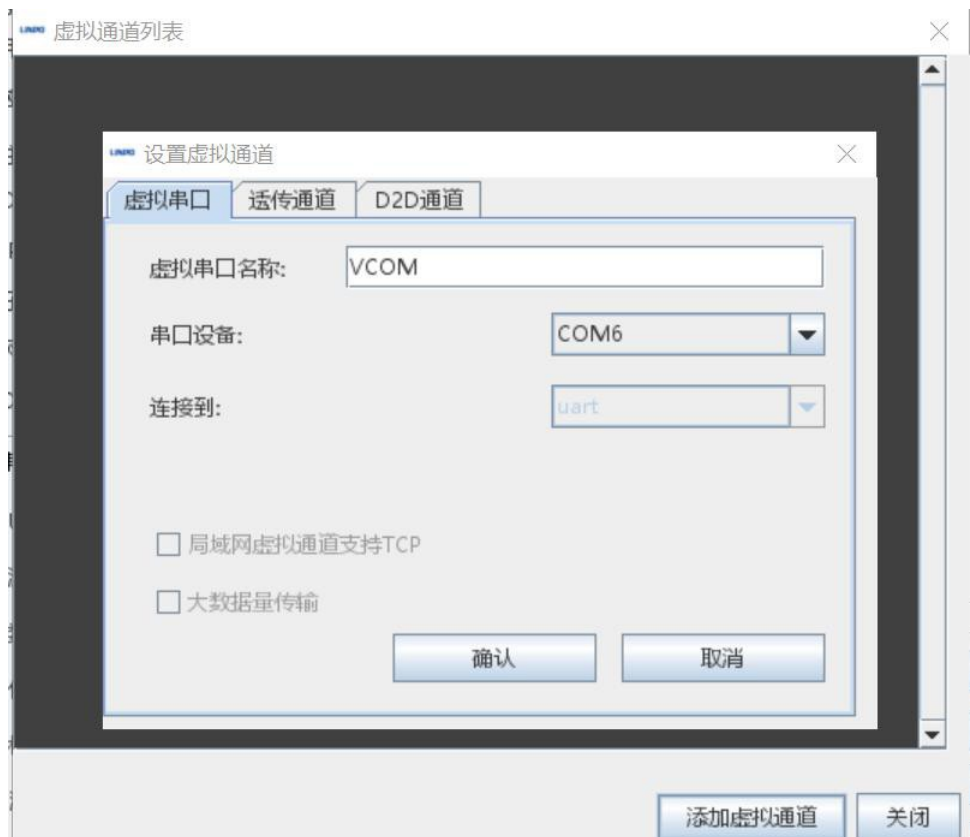 虚拟通道列表
设置虚拟通道
虚拟串口 透传通道 D2D通道
虚拟串口名称: VCOM
串口设备: COM6
连接到: uart
局域网虚拟通道支持TCP
大数据量传输
确认 取消
添加虚拟通道 关闭